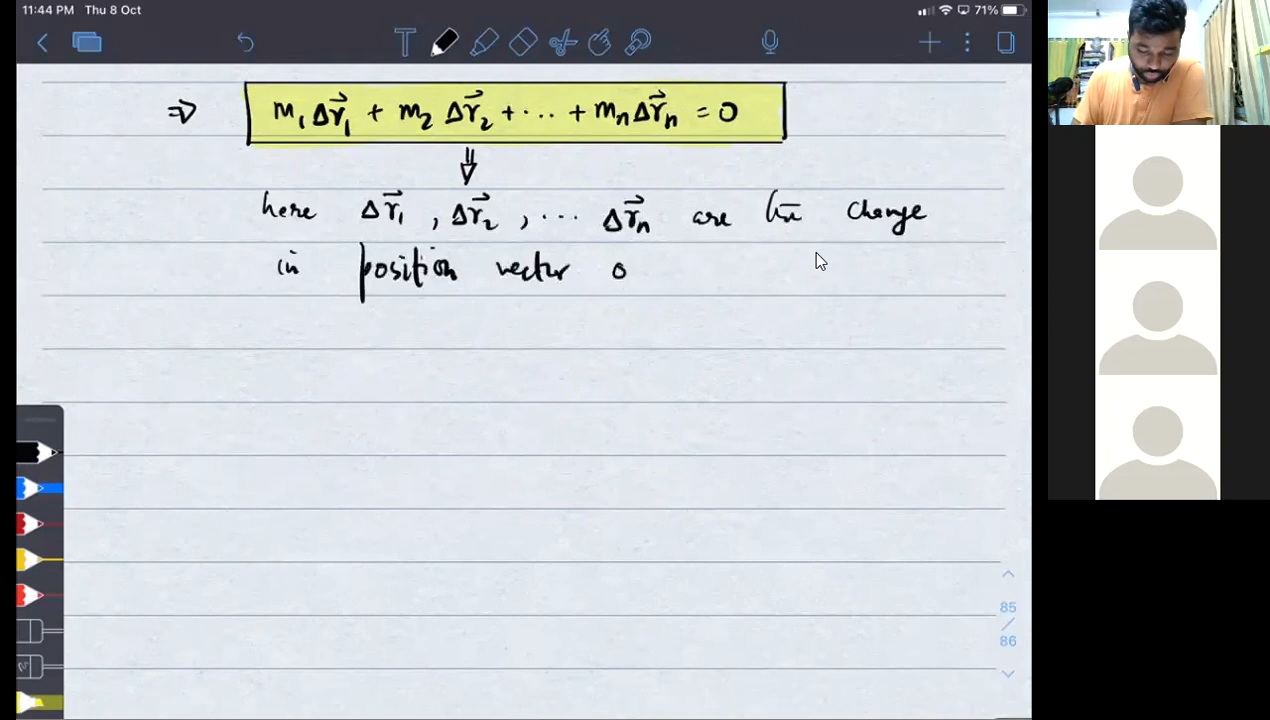 11:44 PM Thu 8 Oct 71%
⇒ m₁Δr⃗₁ + m₂Δr⃗₂ + ... + mₙΔr⃗ₙ = 0
⇓
here Δr⃗₁, Δr⃗₂, ... Δr⃗ₙ are the change
in position vector o
85
/
86